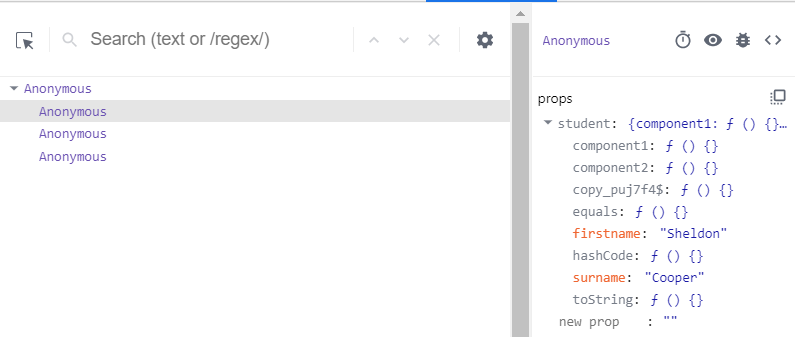 Search (text or /regex/)
Anonymous
Anonymous
Anonymous
Anonymous
Anonymous
props
student: {component1: ƒ () {}…
component1: ƒ () {}
component2: ƒ () {}
copy_puj7f4$: ƒ () {}
equals: ƒ () {}
firstname: "Sheldon"
hashCode: ƒ () {}
surname: "Cooper"
toString: ƒ () {}
new prop : ""